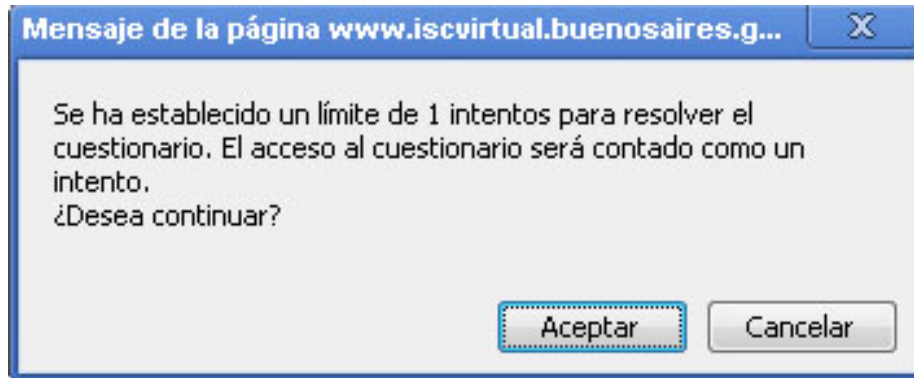 Mensaje de la página www.iscvirtual.buenosaires.g...
X
Se ha establecido un límite de 1 intentos para resolver el
cuestionario. El acceso al cuestionario será contado como un
intento.
¿Desea continuar?
Aceptar Cancelar